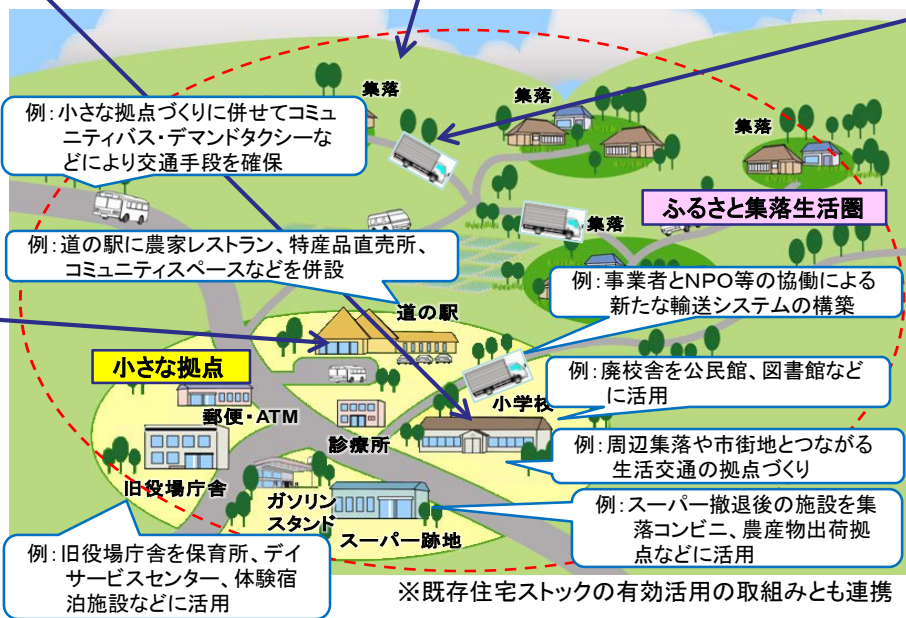 集落
集落
集落
例:小さな拠点づくりに併せてコミュ
ニティバス・デマンドタクシーな
どにより交通手段を確保
ふるさと集落生活圏
集落
例:道の駅に農家レストラン、特産品直売所、
コミュニティスペースなどを併設
例:事業者とNPO等の協働による
新たな輸送システムの構築
道の駅
小さな拠点
例:廃校舎を公民館、図書館など
に活用
小学校
郵便・ATM
診療所
例:周辺集落や市街地とつながる
生活交通の拠点づくり
旧役場庁舎
ガソリン
スタンド
スーパー跡地
例:スーパー撤退後の施設を集
落コンビニ、農産物出荷拠
点などに活用
例:旧役場庁舎を保育所、デイ
サービスセンター、体験宿
泊施設などに活用
※既存住宅ストックの有効活用の取組みとも連携